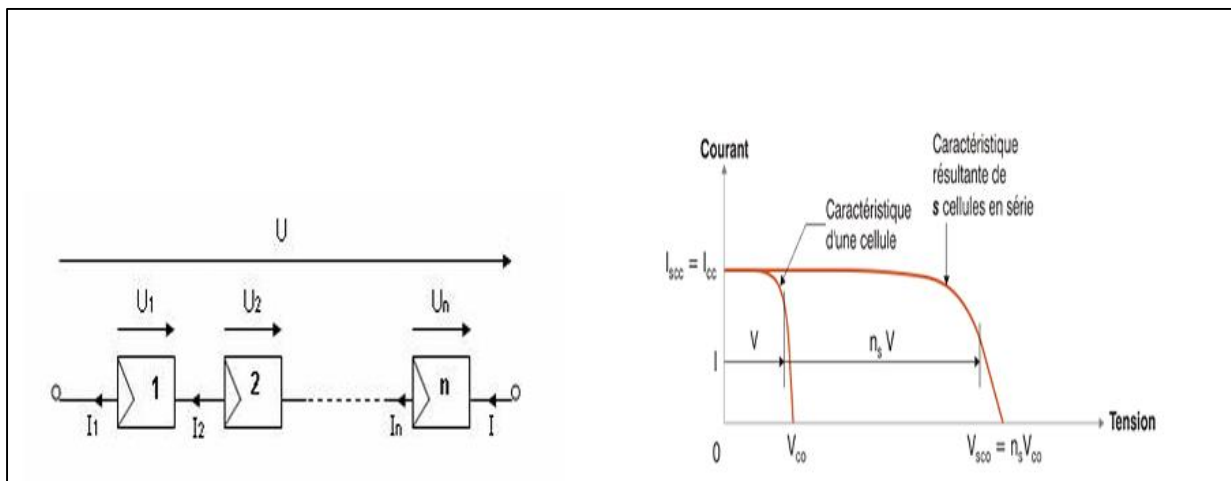 U
U1
U2
Un
1
2
n
I1
I2
In
I
Courant
Caractéristique
résultante de
s cellules en série
Caractéristique
d'une cellule
Iscc = Icc
V
nsV
I
0
Vco
Vsco = nsVco
Tension